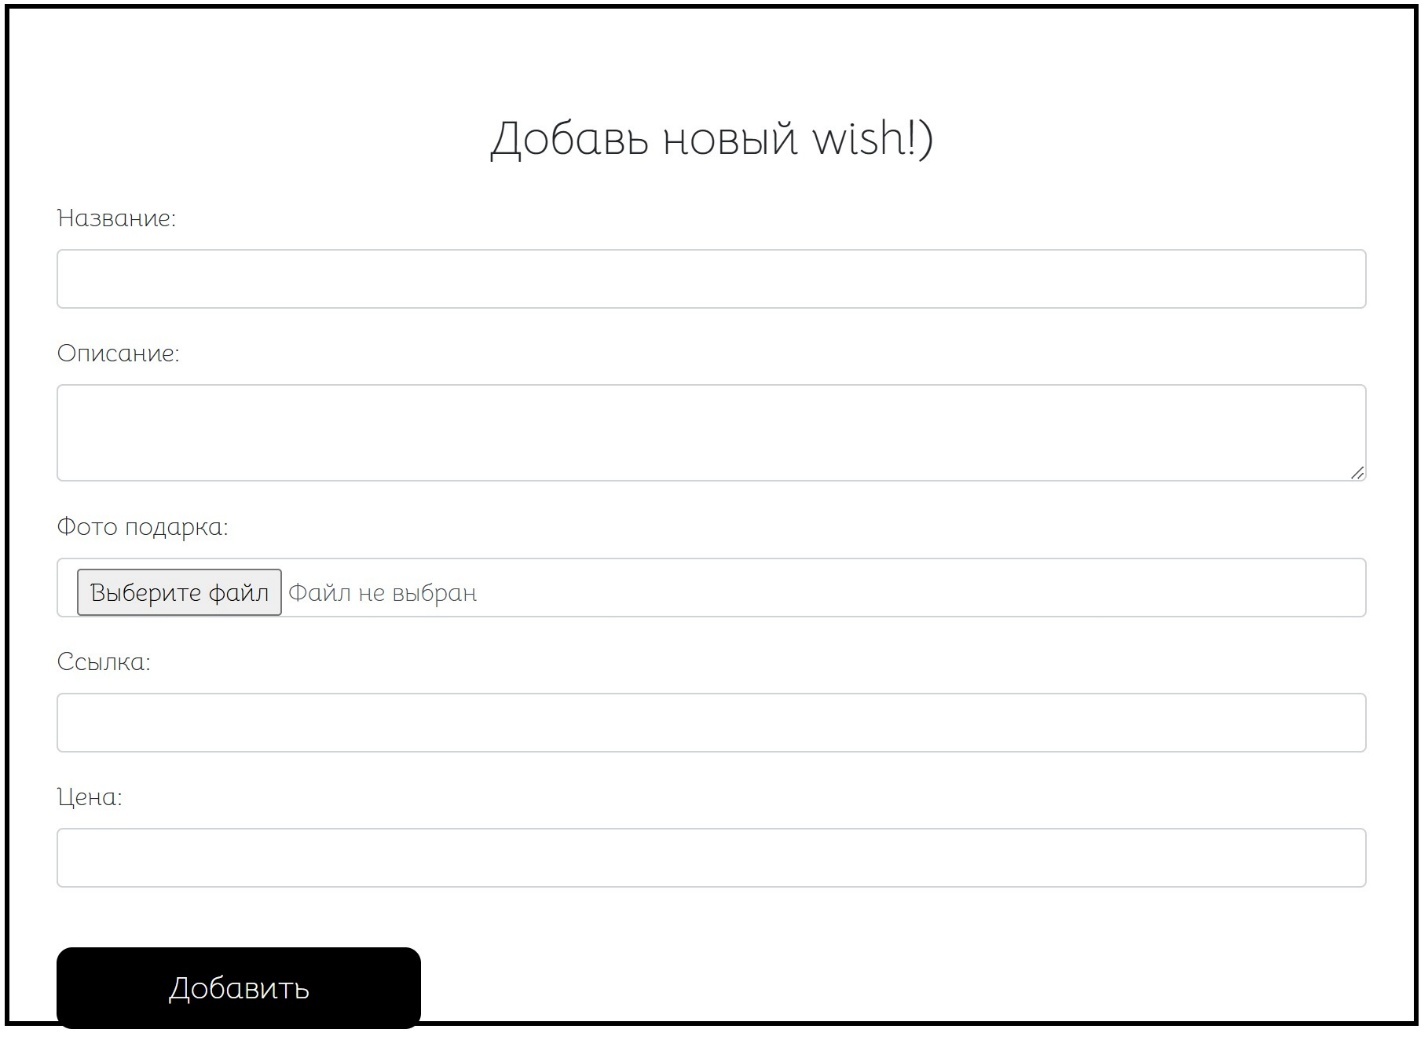 Добавь новый wish!)
Название:
Описание:
Фото подарка:
Выберите файл Файл не выбран
Ссылка:
Цена:
Добавить